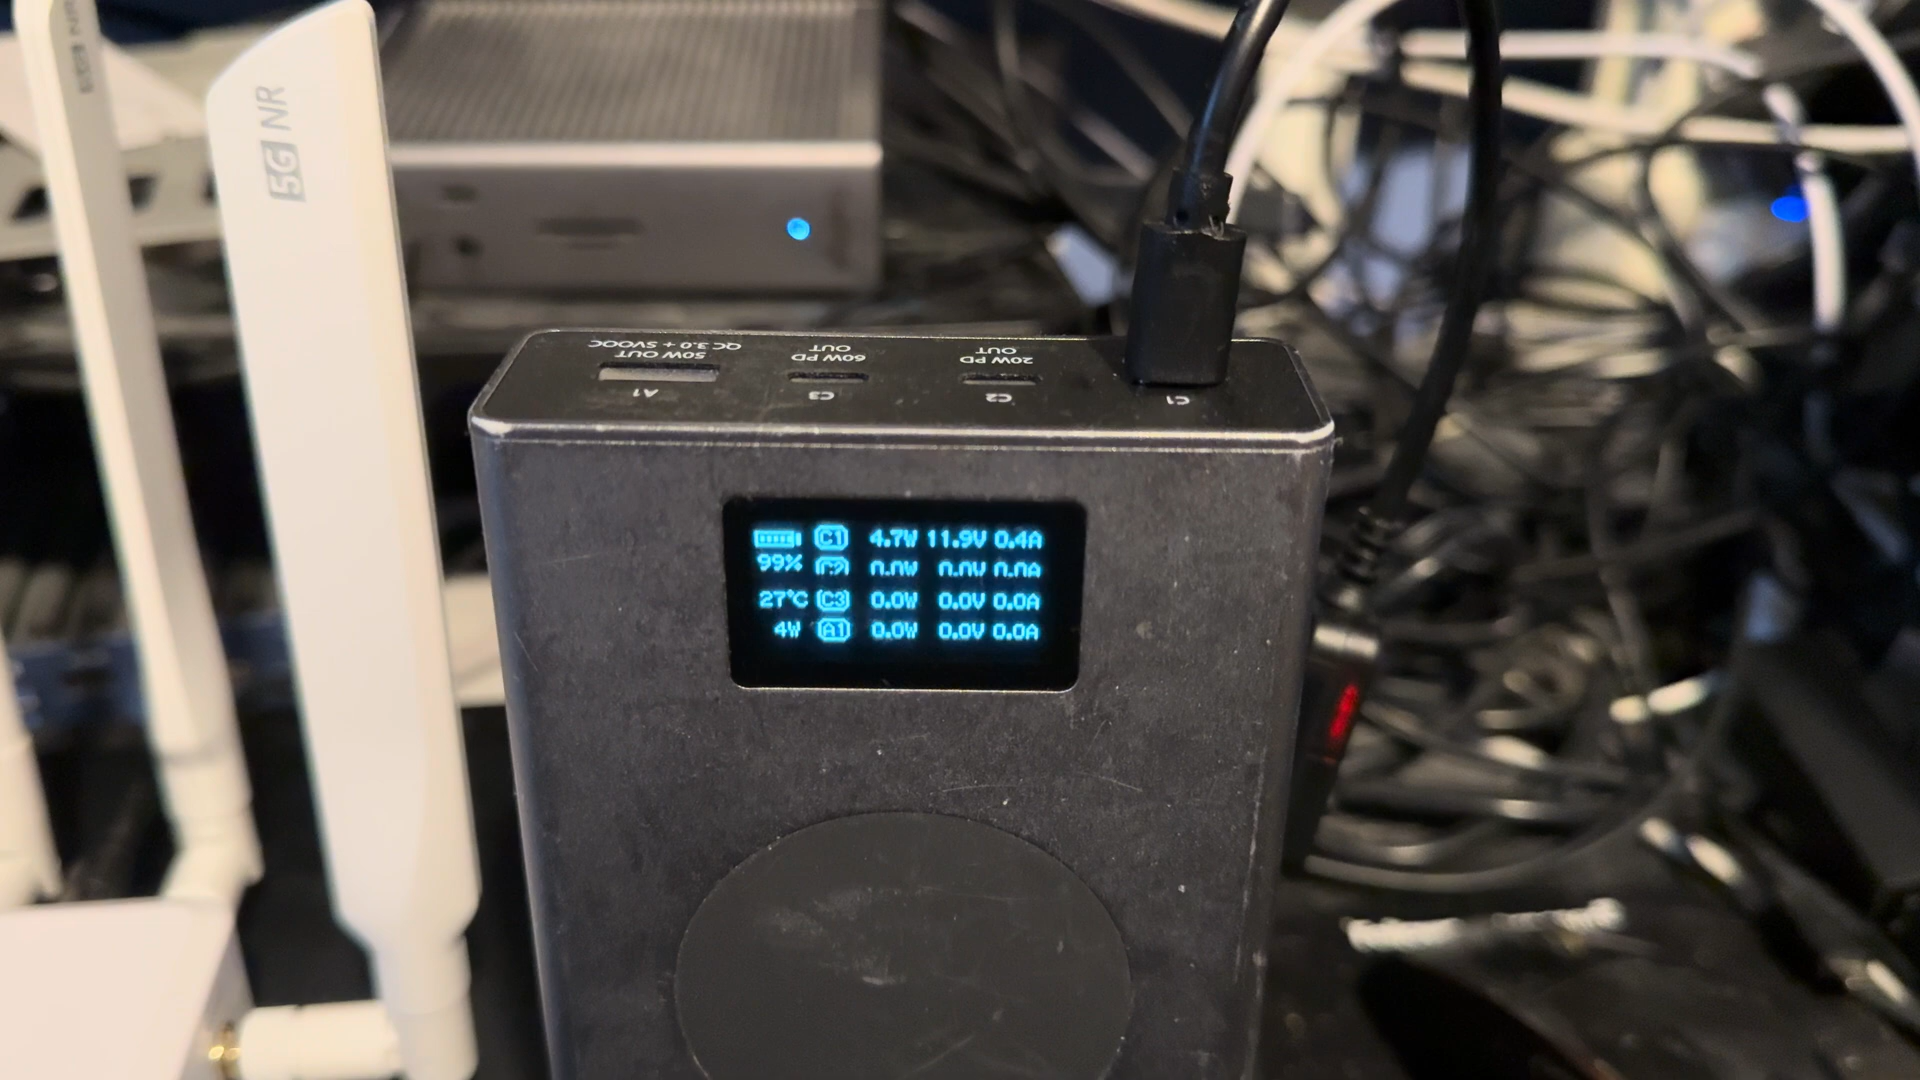 5G NR
50W OUT
QC 3.0 + SVOOC
A1
60W PD
OUT
C3
20W PD
OUT
C2
C1
C1 4.7W 11.9V 0.4A
99%
27°C C3 0.0W 0.0V 0.0A
4W A1 0.0W 0.0V 0.0A